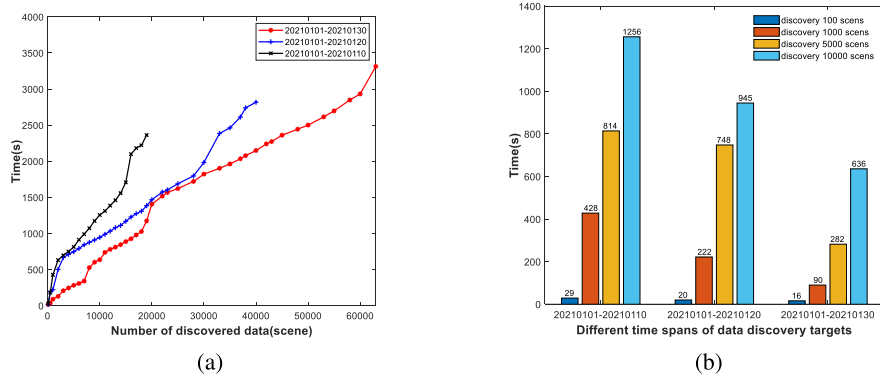 4000
3500
3000
2500
2000
1500
1000
500
0
Time(s)
0 10000 20000 30000 40000 50000 60000
Number of discovered data(scene)
20210101-20210130
20210101-20210120
20210101-20210110
(a)
1400
1200
1000
800
600
400
200
0
Time(s)
discovery 100 scens
discovery 1000 scens
discovery 5000 scens
discovery 10000 scens
29 428 814 1256
20 222 748 945
16 90 282 636
20210101-20210110 20210101-20210120 20210101-20210130
Different time spans of data discovery targets
(b)